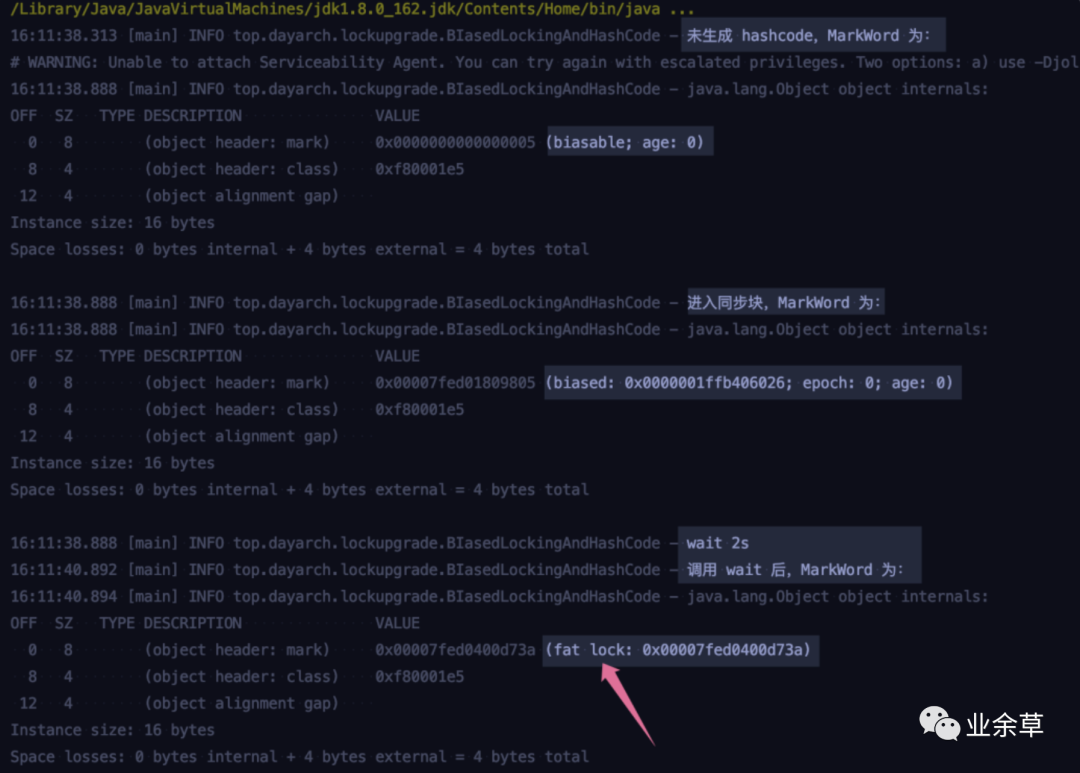 /Library/Java/JavaVirtualMachines/jdk1.8.0_162.jdk/Contents/Home/bin/java ...
16:11:38.313 [main] INFO top.dayarch.lockupgrade.BIasedLockingAndHashCode - 未生成 hashcode，MarkWord 为：
# WARNING: Unable to attach Serviceability Agent. You can try again with escalated privileges. Two options: a) use -Djol
16:11:38.888 [main] INFO top.dayarch.lockupgrade.BIasedLockingAndHashCode - java.lang.Object object internals:
OFF SZ TYPE DESCRIPTION VALUE
0 8 (object header: mark) 0x0000000000000005 (biasable; age: 0)
8 4 (object header: class) 0xf80001e5
12 4 (object alignment gap)
Instance size: 16 bytes
Space losses: 0 bytes internal + 4 bytes external = 4 bytes total
16:11:38.888 [main] INFO top.dayarch.lockupgrade.BIasedLockingAndHashCode - 进入同步块，MarkWord 为：
16:11:38.888 [main] INFO top.dayarch.lockupgrade.BIasedLockingAndHashCode - java.lang.Object object internals:
OFF SZ TYPE DESCRIPTION VALUE
0 8 (object header: mark) 0x00007fed01809805 (biased: 0x0000001ffb406026; epoch: 0; age: 0)
8 4 (object header: class) 0xf80001e5
12 4 (object alignment gap)
Instance size: 16 bytes
Space losses: 0 bytes internal + 4 bytes external = 4 bytes total
16:11:38.888 [main] INFO top.dayarch.lockupgrade.BIasedLockingAndHashCode - wait 2s
16:11:40.892 [main] INFO top.dayarch.lockupgrade.BIasedLockingAndHashCode - 调用 wait 后，MarkWord 为：
16:11:40.894 [main] INFO top.dayarch.lockupgrade.BIasedLockingAndHashCode - java.lang.Object object internals:
OFF SZ TYPE DESCRIPTION VALUE
0 8 (object header: mark) 0x00007fed0400d73a (fat lock: 0x00007fed0400d73a)
8 4 (object header: class) 0xf80001e5
12 4 (object alignment gap)
Instance size: 16 bytes
Space losses: 0 bytes internal + 4 bytes external = 4 bytes total
业余草